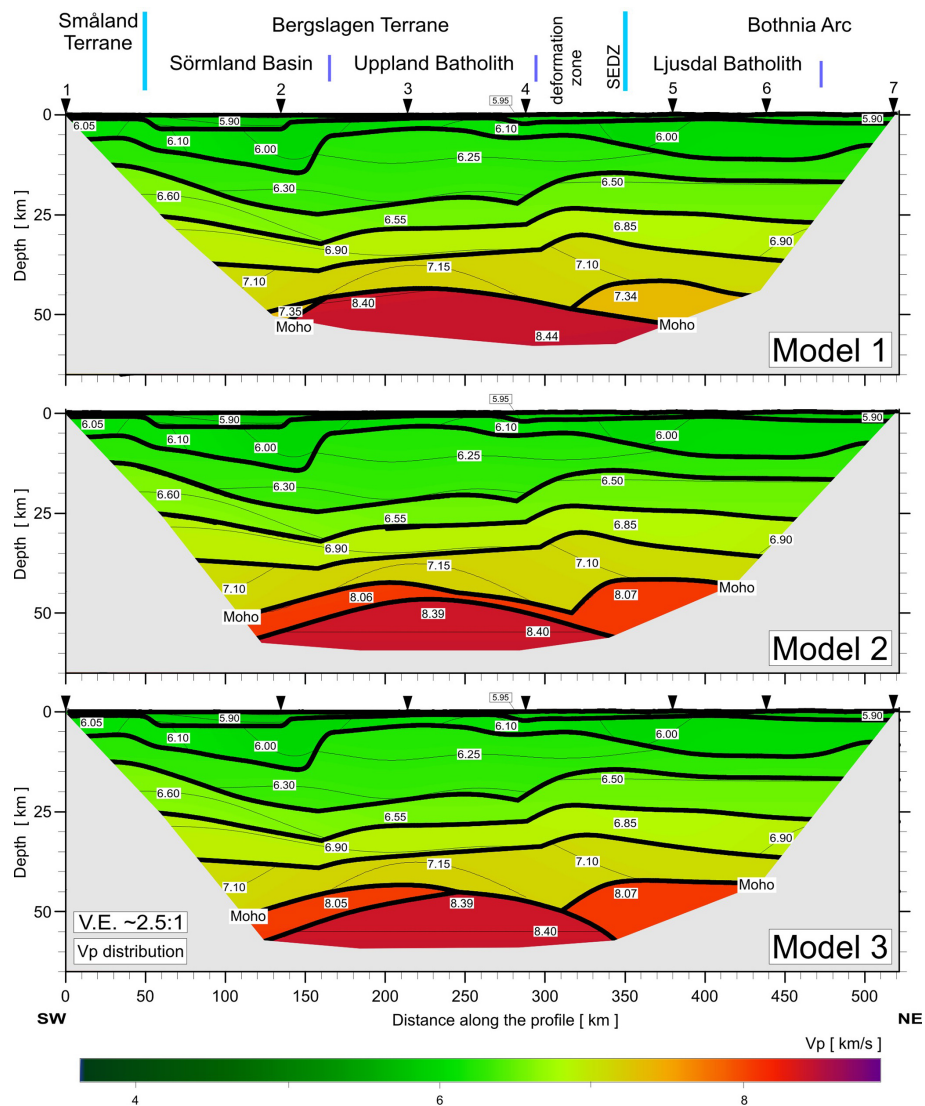 Småland
Terrane
Bergslagen Terrane
Bothnia Arc
Sörmland Basin
Uppland Batholith
deformation
zone
SEDZ
Ljusdal Batholith
1 2 3 4 5 6 7
5.95
0
6.05 5.90 6.10 6.00 5.90
6.10 6.00 6.25
6.30 6.50
6.60
25
6.55 6.85
6.90 6.90
7.15 7.10
7.10
7.35 8.40 7.34
50
Moho Moho
8.44
Depth [ km ]
Model 1
5.95
0
6.05 5.90 6.10 6.00 5.90
6.10 6.00 6.25
6.30 6.50
6.60
25
6.55 6.85
6.90 6.90
7.15 7.10
7.10 Moho
8.06 8.07
50
Moho 8.39
8.40
Depth [ km ]
Model 2
5.95
0
6.05 5.90 6.10 6.00 5.90
6.10 6.00 6.25
6.30 6.50
6.60
25
6.55 6.85
6.90 6.90
7.15 7.10
7.10 Moho
8.05 8.39 8.07
50
Moho
8.40
Depth [ km ]
V.E. ~2.5:1
Vp distribution
Model 3
0 50 100 150 200 250 300 350 400 450 500
SW Distance along the profile [ km ] NE
Vp [ km/s ]
4 6 8